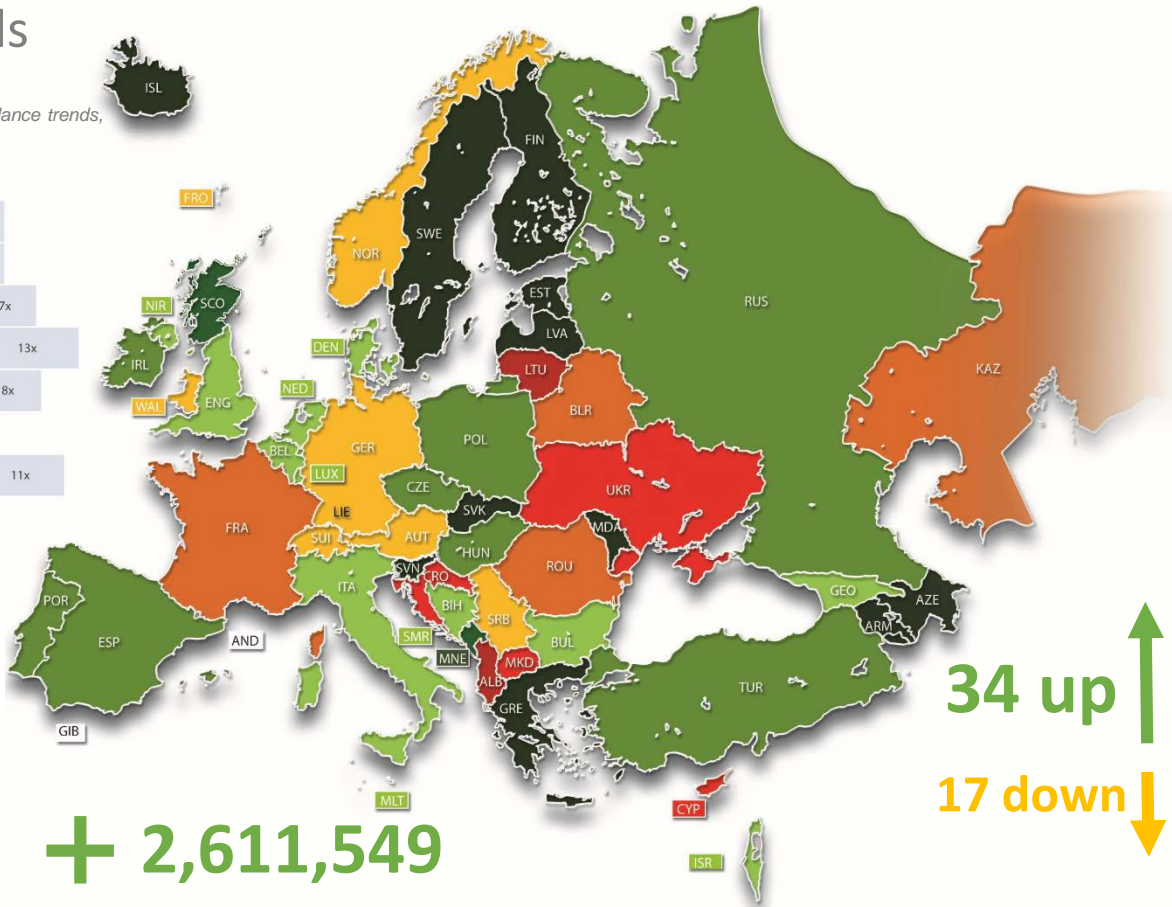 ls
lance trends,
7x
13x
8x
11x
ISL
FRO
FIN
SWE
NOR
RUS
EST
LVA
LTU
BLR
KAZ
NIR
SCO
IRL
WAL
ENG
DEN
NED
BEL
LUX
GER
POL
CZE
SVK
UKR
MDA
FRA
LIE
SUI
AUT
HUN
ROU
SVN
CRO
ITA
BIH
SRB
BUL
GEO
AZE
ARM
POR
ESP
AND
SMR
MNE
MKD
ALB
GRE
TUR
GIB
MLT
CYP
ISR
34 up
17 down
+ 2,611,549